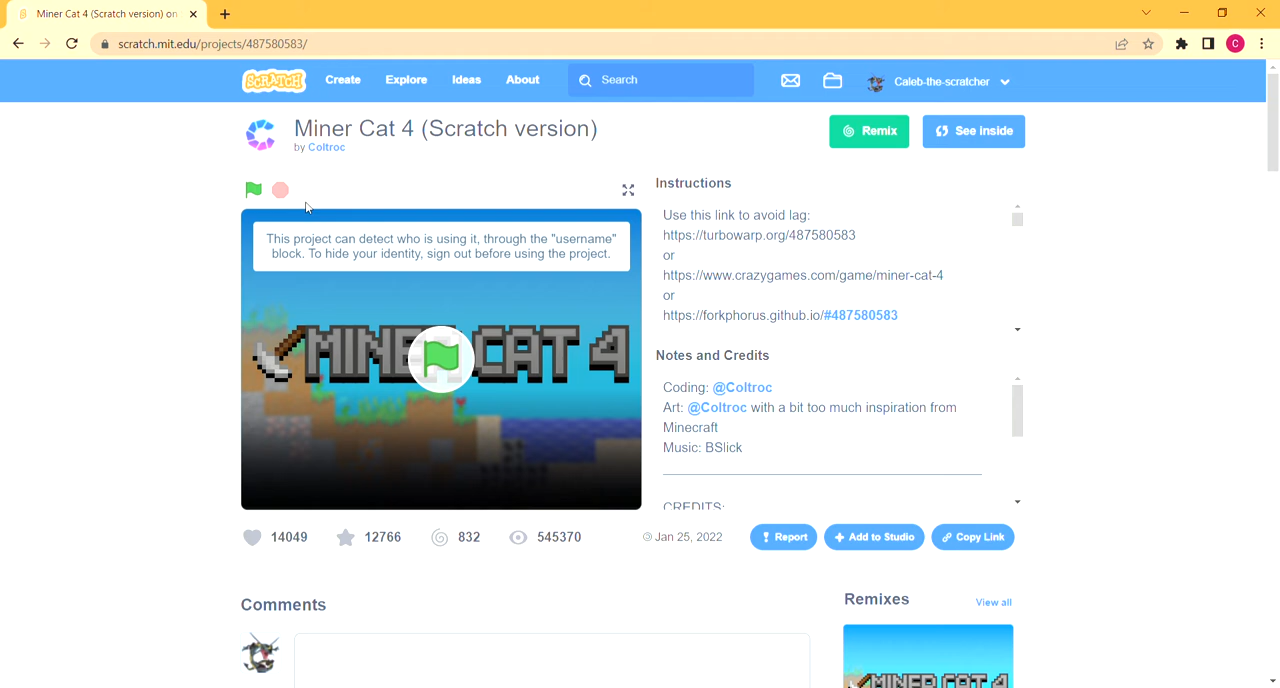 Miner Cat 4 (Scratch version) on
scratch.mit.edu/projects/487580583/
C
SCRATCH
Create
Explore
Ideas
About
Search
Caleb-the-scratcher
Miner Cat 4 (Scratch version)
by Coltroc
Remix
See inside
This project can detect who is using it, through the "username"
block. To hide your identity, sign out before using the project.
MINER CAT 4
Instructions
Use this link to avoid lag:
https://turbowarp.org/487580583
or
https://www.crazygames.com/game/miner-cat-4
or
https://forkphorus.github.io/#487580583
Notes and Credits
Coding: @Coltroc
Art: @Coltroc with a bit too much inspiration from
Minecraft
Music: BSlick
CREDITS:
14049
12766
832
545370
© Jan 25, 2022
Report
Add to Studio
Copy Link
Comments
Remixes
View all
MINER CAT 4